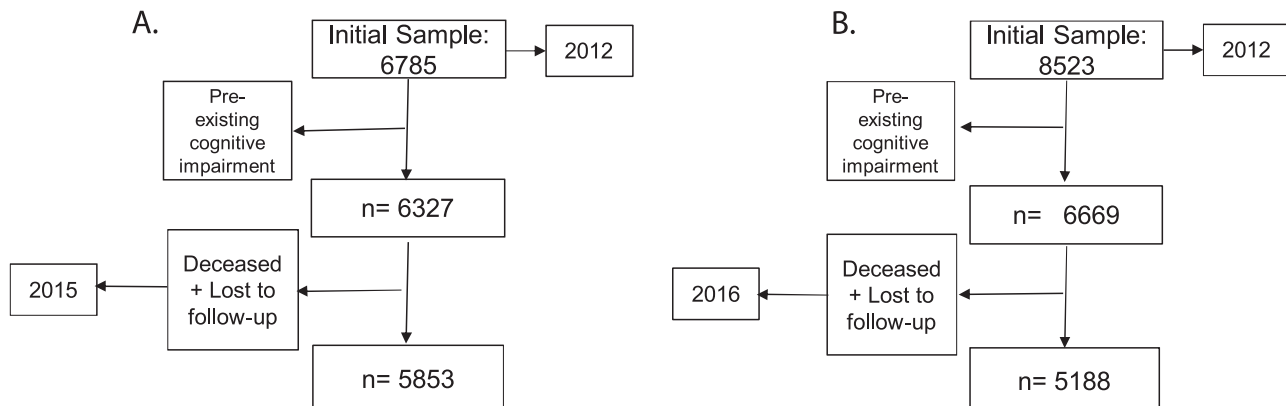 A.
Initial Sample:
6785
2012
Pre-
existing
cognitive
impairment
n= 6327
Deceased
+ Lost to
follow-up
2015
n= 5853
B.
Initial Sample:
8523
2012
Pre-
existing
cognitive
impairment
n= 6669
Deceased
+ Lost to
follow-up
2016
n= 5188